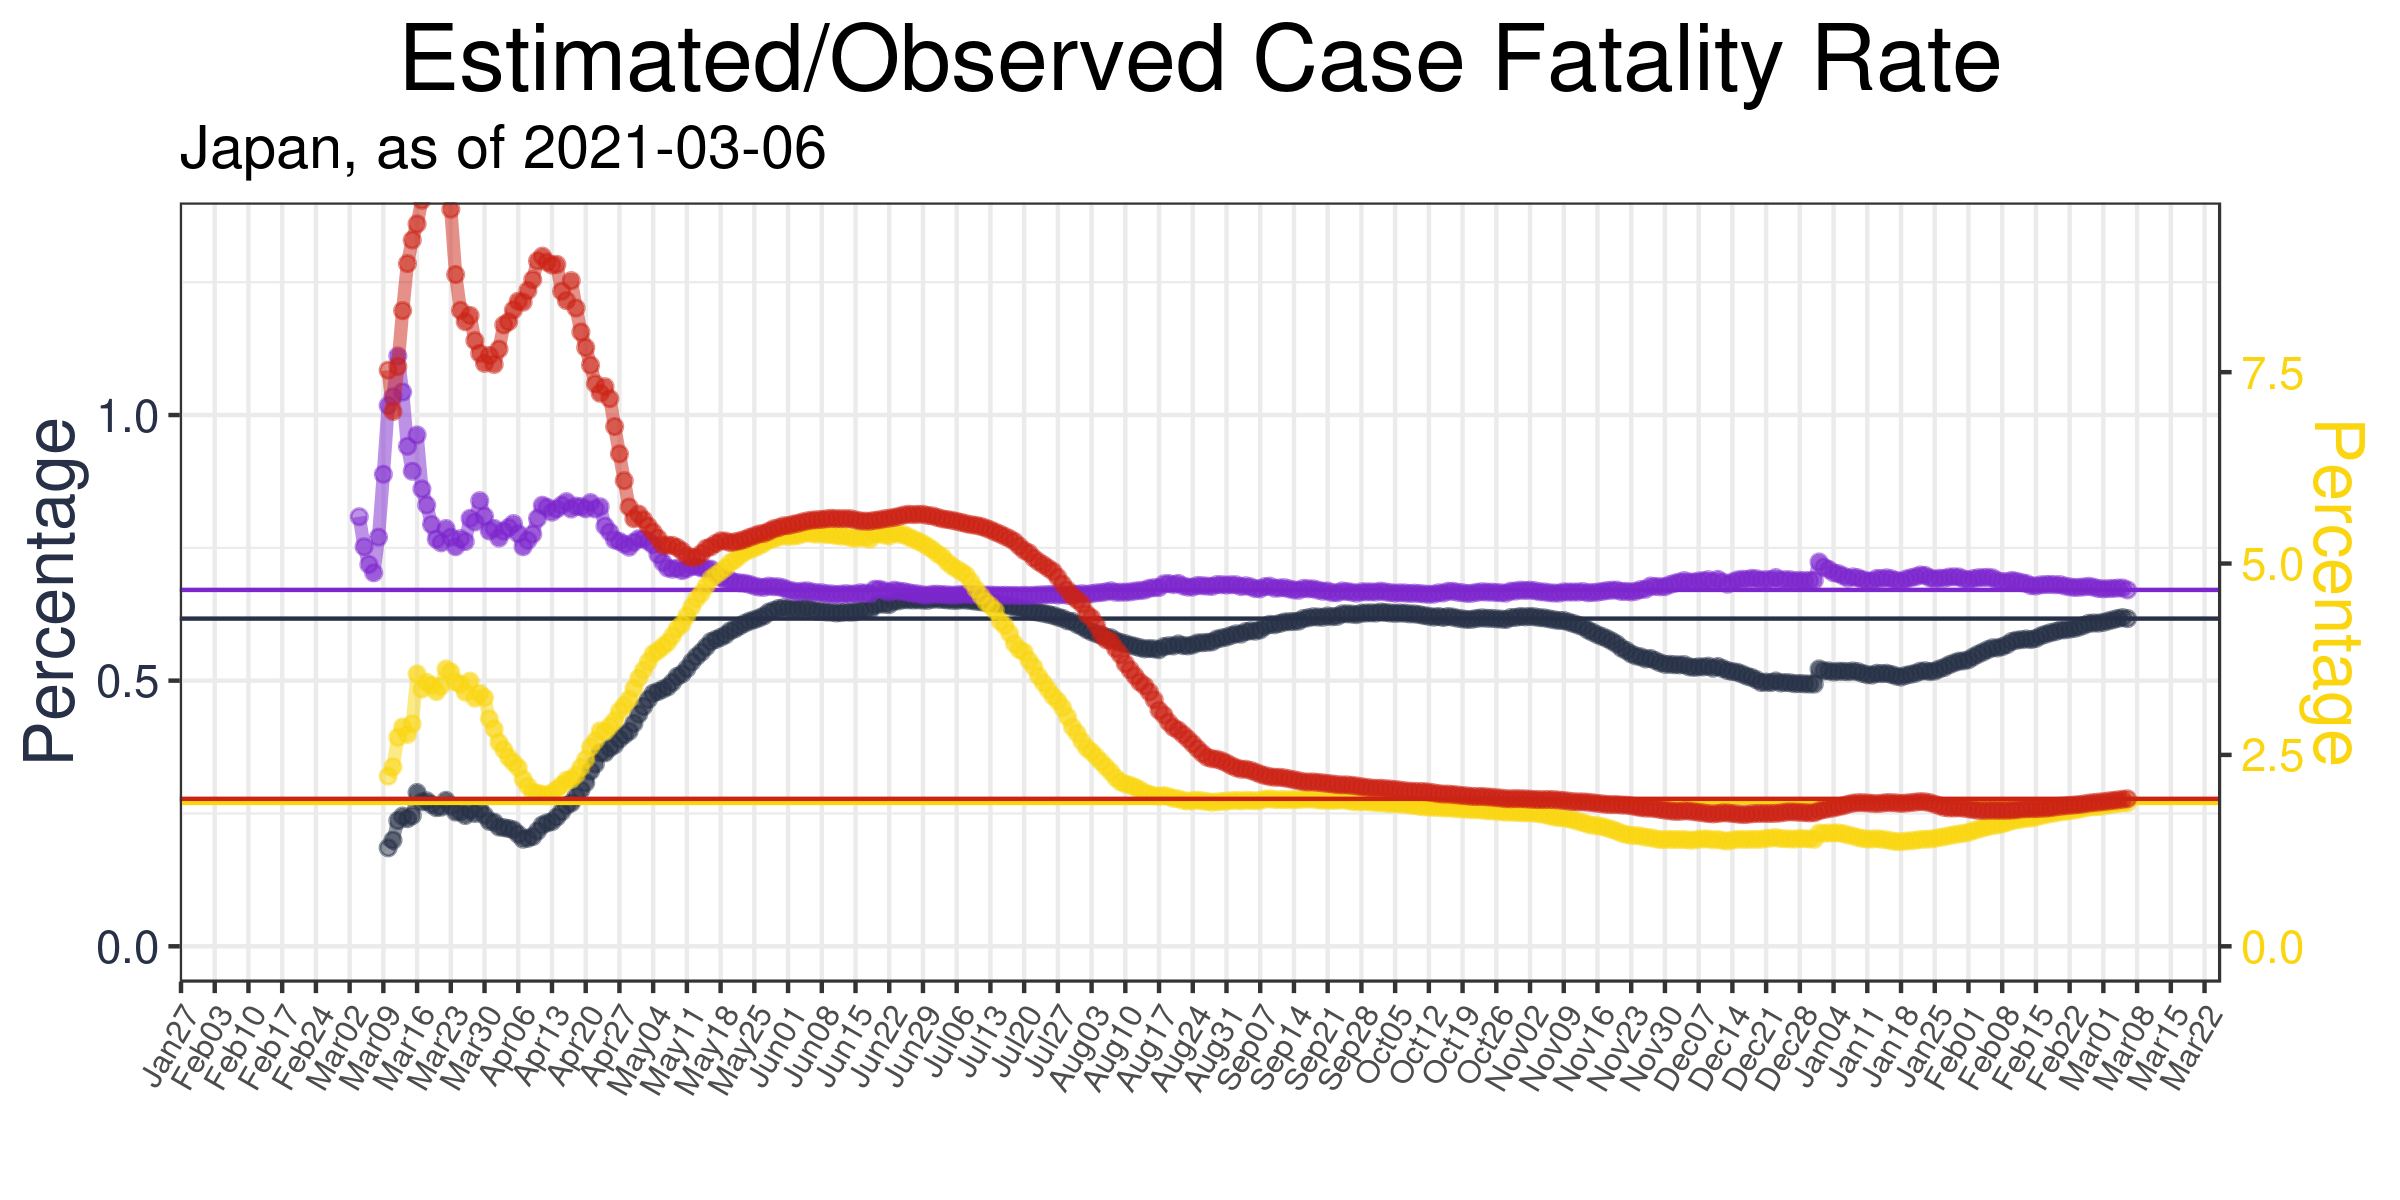 Estimated/Observed Case Fatality Rate
Japan, as of 2021-03-06
Percentage
1.0
0.5
0.0
7.5
5.0
2.5
0.0
Percentage
Jan27
Feb03
Feb10
Feb17
Feb24
Mar02
Mar09
Mar16
Mar23
Mar30
Apr06
Apr13
Apr20
Apr27
May04
May11
May18
May25
Jun01
Jun08
Jun15
Jun22
Jun29
Jul06
Jul13
Jul20
Jul27
Aug03
Aug10
Aug17
Aug24
Aug31
Sep07
Sep14
Sep21
Sep28
Oct05
Oct12
Oct19
Oct26
Nov02
Nov09
Nov16
Nov23
Nov30
Dec07
Dec14
Dec21
Dec28
Jan04
Jan11
Jan18
Jan25
Feb01
Feb08
Feb15
Feb22
Mar01
Mar08
Mar15
Mar22